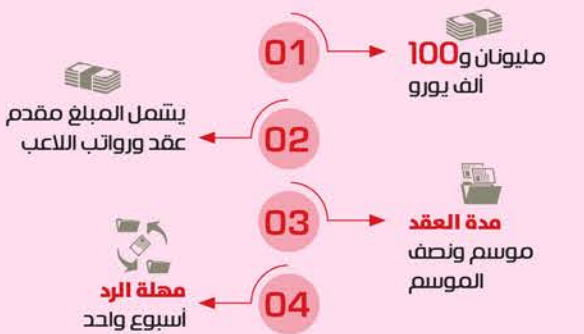 01
مليونان و100
ألف يورو
02
يشمل المبلغ مقدم
عقد ورواتب اللاعب
03
مدة العقد
موسم ونصف
الموسم
04
مهلة الرد
أسبوع واحد